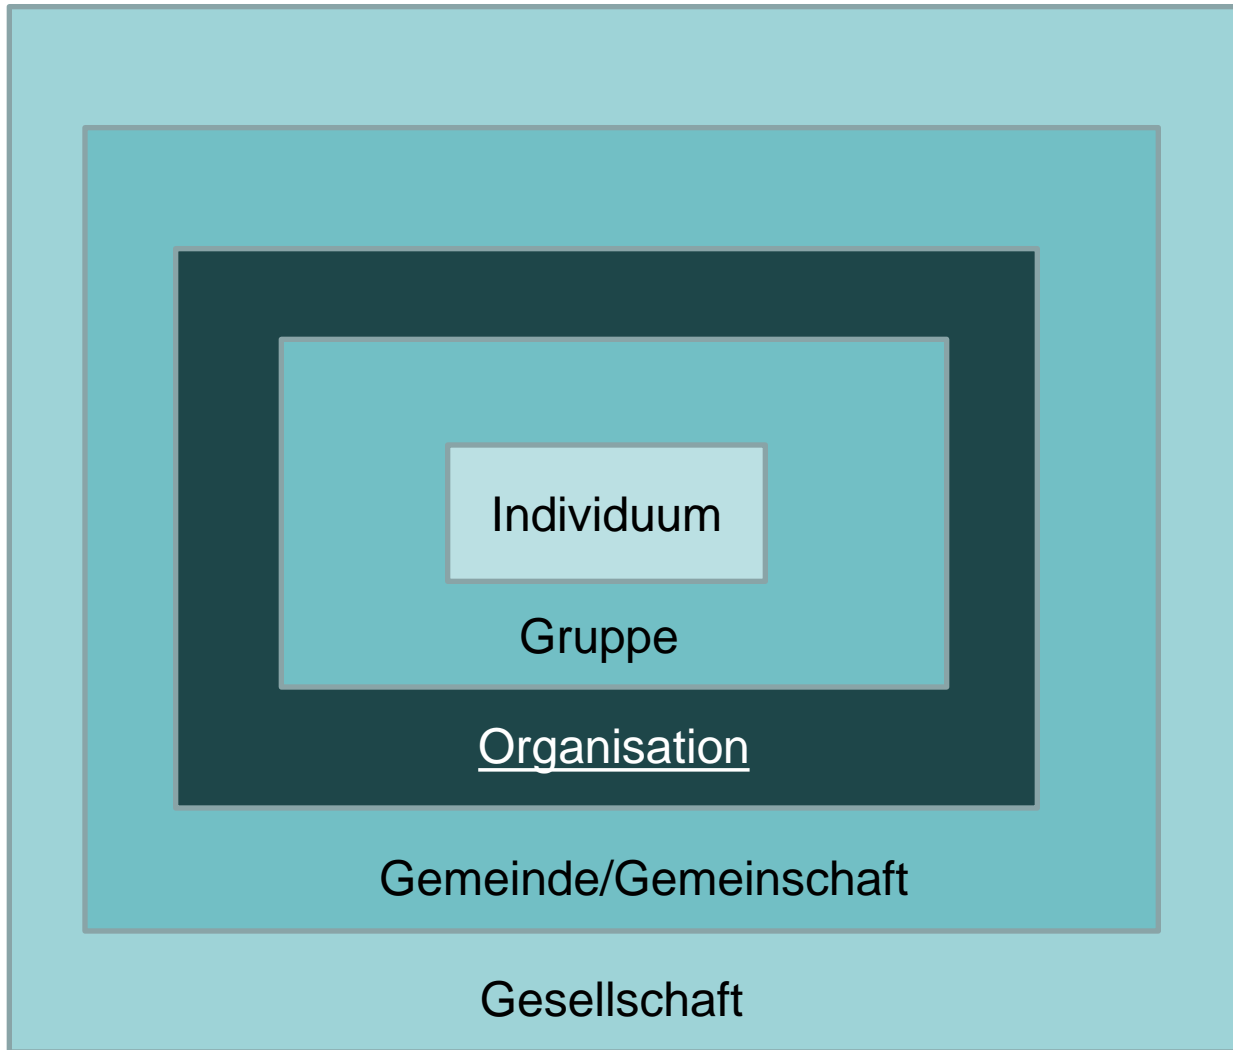 Individuum
Gruppe
Organisation
Gemeinde/Gemeinschaft
Gesellschaft